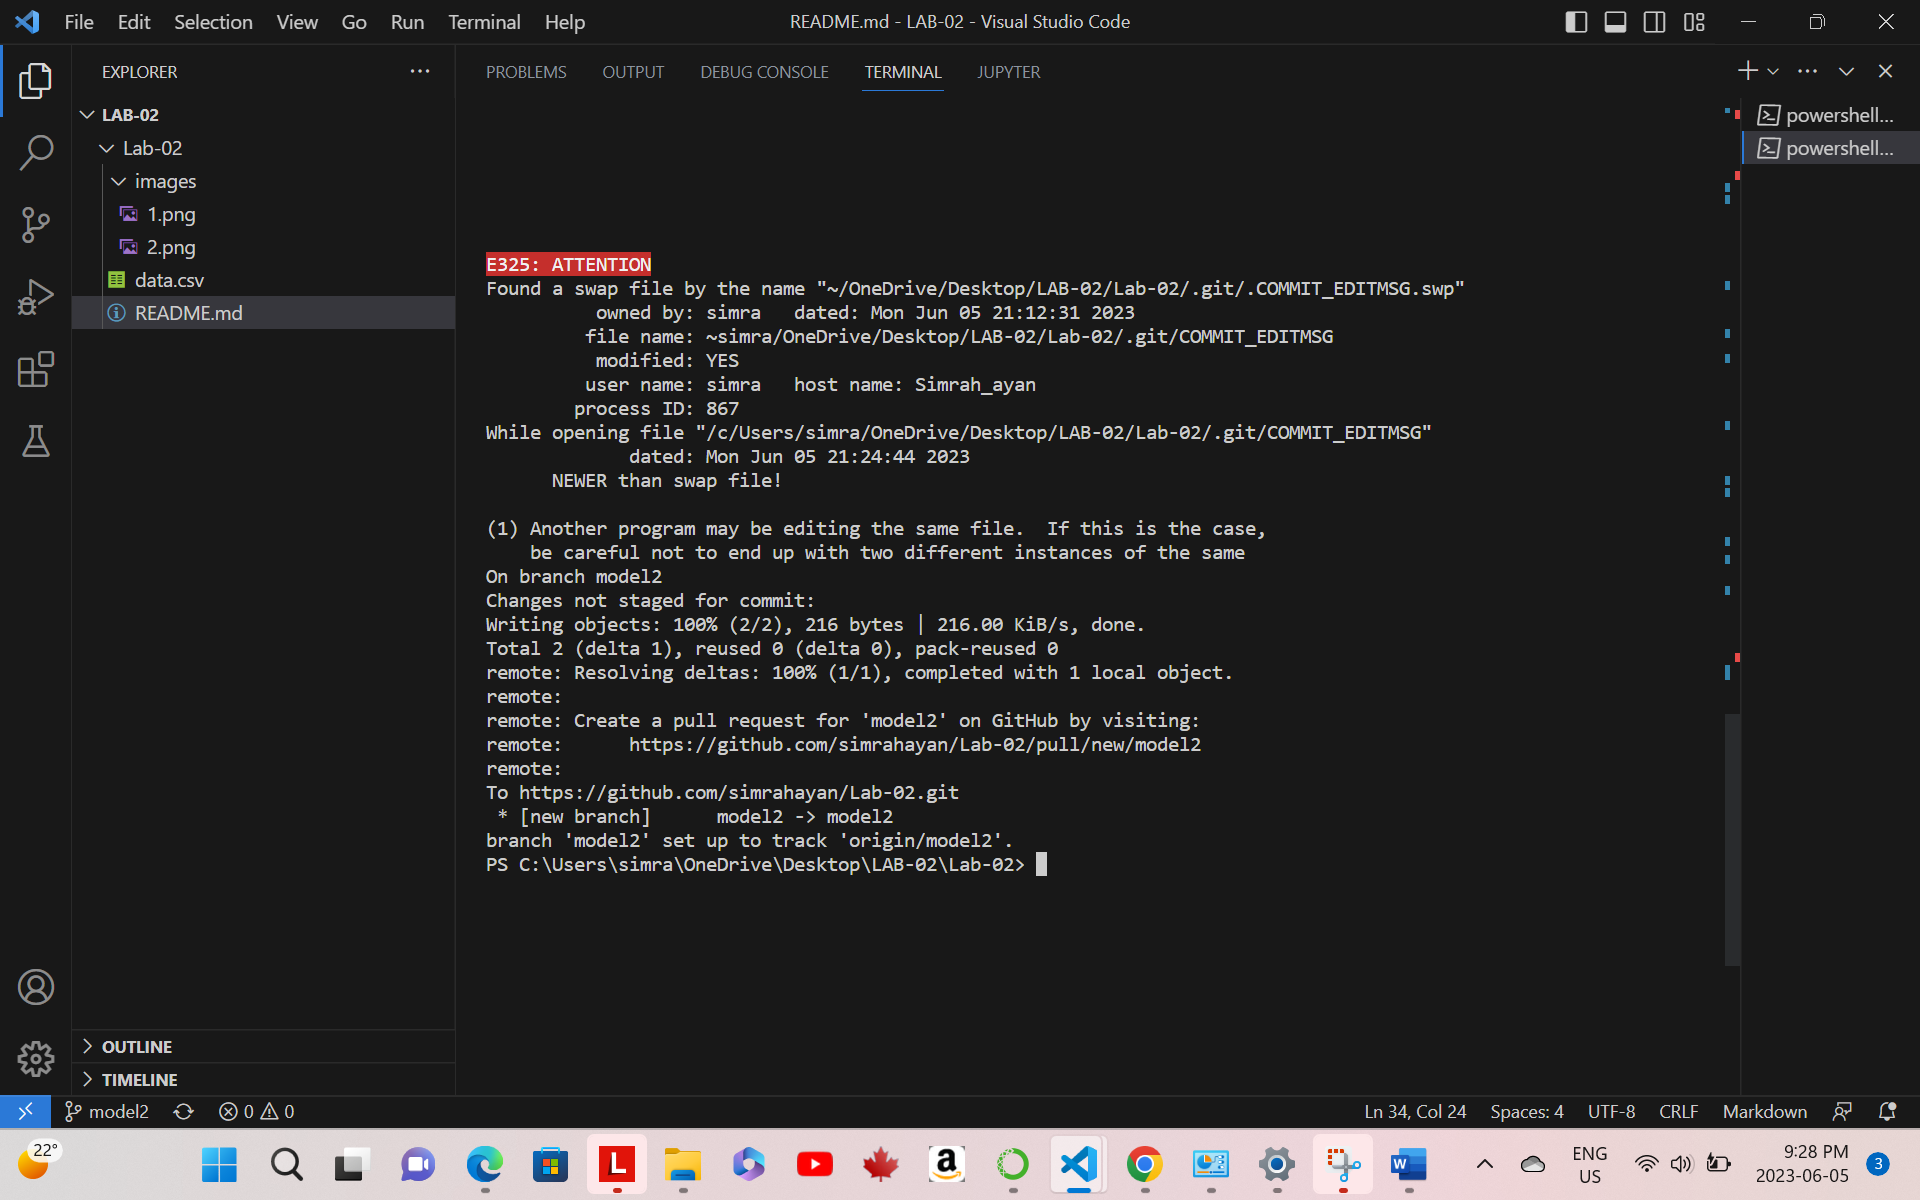 File Edit Selection View Go Run Terminal Help README.md - LAB-02 - Visual Studio Code
EXPLORER
LAB-02
Lab-02
images
1.png
2.png
data.csv
README.md
OUTLINE
TIMELINE
PROBLEMS OUTPUT DEBUG CONSOLE TERMINAL JUPYTER
powershell...
powershell...
E325: ATTENTION
Found a swap file by the name "~/OneDrive/Desktop/LAB-02/Lab-02/.git/.COMMIT_EDITMSG.swp"
owned by: simra   dated: Mon Jun 05 21:12:31 2023
file name: ~simra/OneDrive/Desktop/LAB-02/Lab-02/.git/COMMIT_EDITMSG
modified: YES
user name: simra   host name: Simrah_ayan
process ID: 867
While opening file "/c/Users/simra/OneDrive/Desktop/LAB-02/Lab-02/.git/COMMIT_EDITMSG"
dated: Mon Jun 05 21:24:44 2023
NEWER than swap file!
(1) Another program may be editing the same file.  If this is the case,
be careful not to end up with two different instances of the same
On branch model2
Changes not staged for commit:
Writing objects: 100% (2/2), 216 bytes | 216.00 KiB/s, done.
Total 2 (delta 1), reused 0 (delta 0), pack-reused 0
remote: Resolving deltas: 100% (1/1), completed with 1 local object.
remote:
remote: Create a pull request for 'model2' on GitHub by visiting:
remote:      https://github.com/simrahayan/Lab-02/pull/new/model2
remote:
To https://github.com/simrahayan/Lab-02.git
* [new branch]      model2 -> model2
branch 'model2' set up to track 'origin/model2'.
PS C:\Users\simra\OneDrive\Desktop\LAB-02\Lab-02>
model2 0 0 Ln 34, Col 24 Spaces: 4 UTF-8 CRLF Markdown
22°
L
a
W
ENG
US
9:28 PM
2023-06-05
3